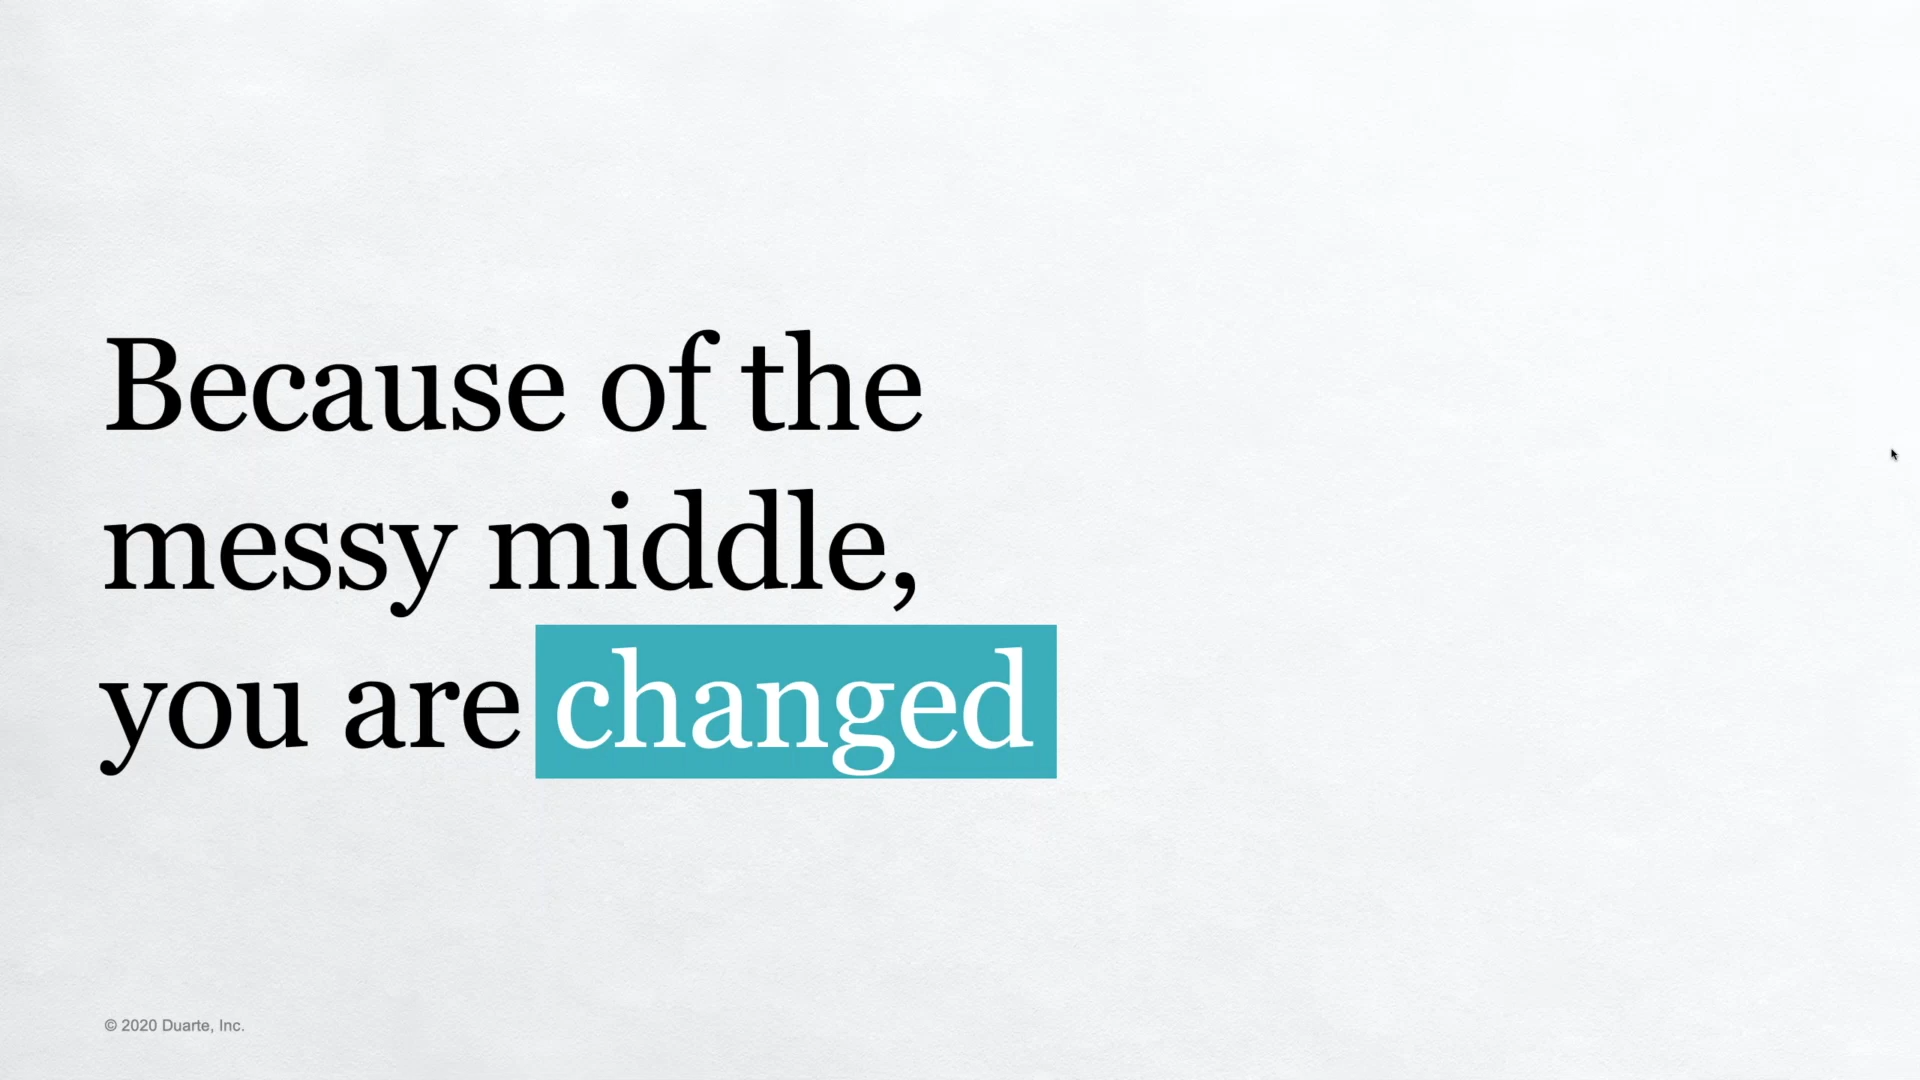 Because of the
messy middle,
you are changed
© 2020 Duarte, Inc.